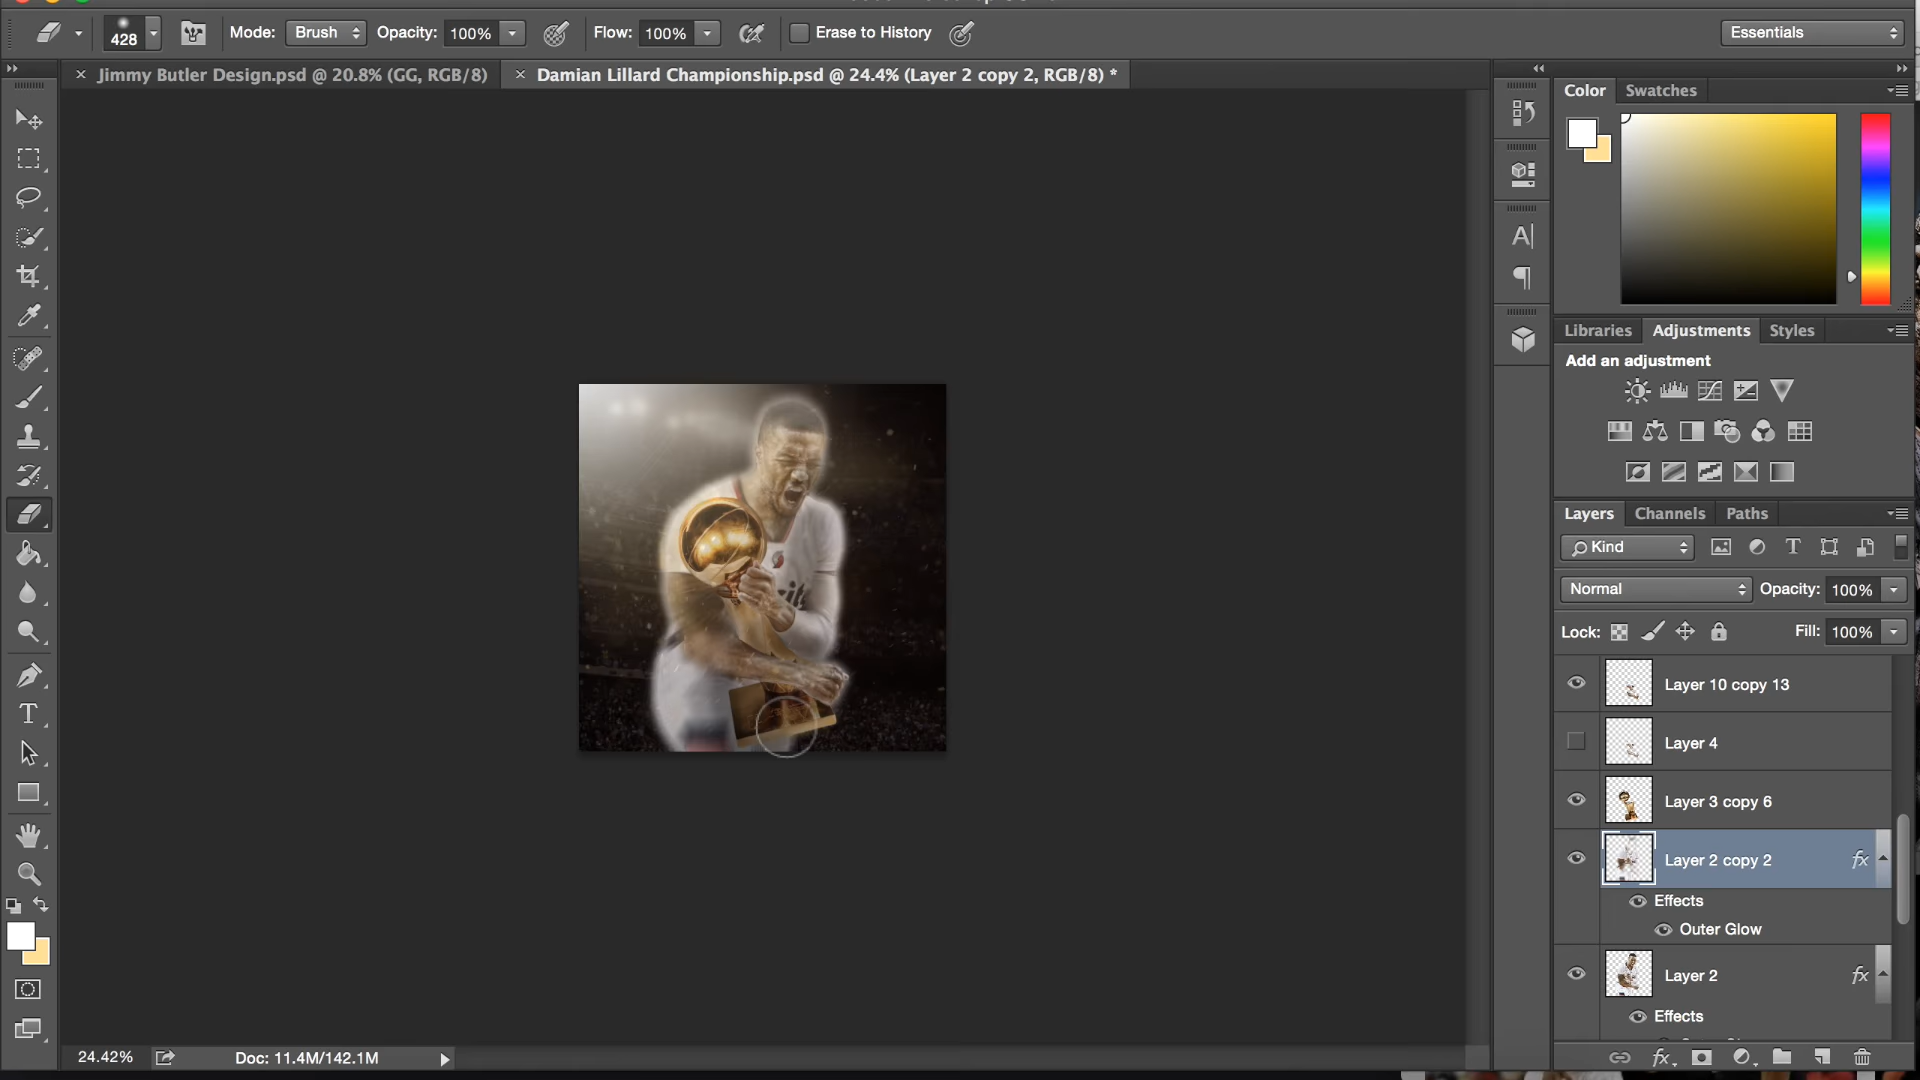 428 Mode: Brush Opacity: 100% Flow: 100% Erase to History Essentials
× Jimmy Butler Design.psd @ 20.8% (GG, RGB/8) × Damian Lillard Championship.psd @ 24.4% (Layer 2 copy 2, RGB/8) *
Color Swatches
Libraries Adjustments Styles
Add an adjustment
Layers Channels Paths
Kind
Normal Opacity: 100%
Lock: Fill: 100%
Layer 10 copy 13
Layer 4
Layer 3 copy 6
Layer 2 copy 2 fx
Effects
Outer Glow
Layer 2 fx
Effects
24.42% Doc: 11.4M/142.1M